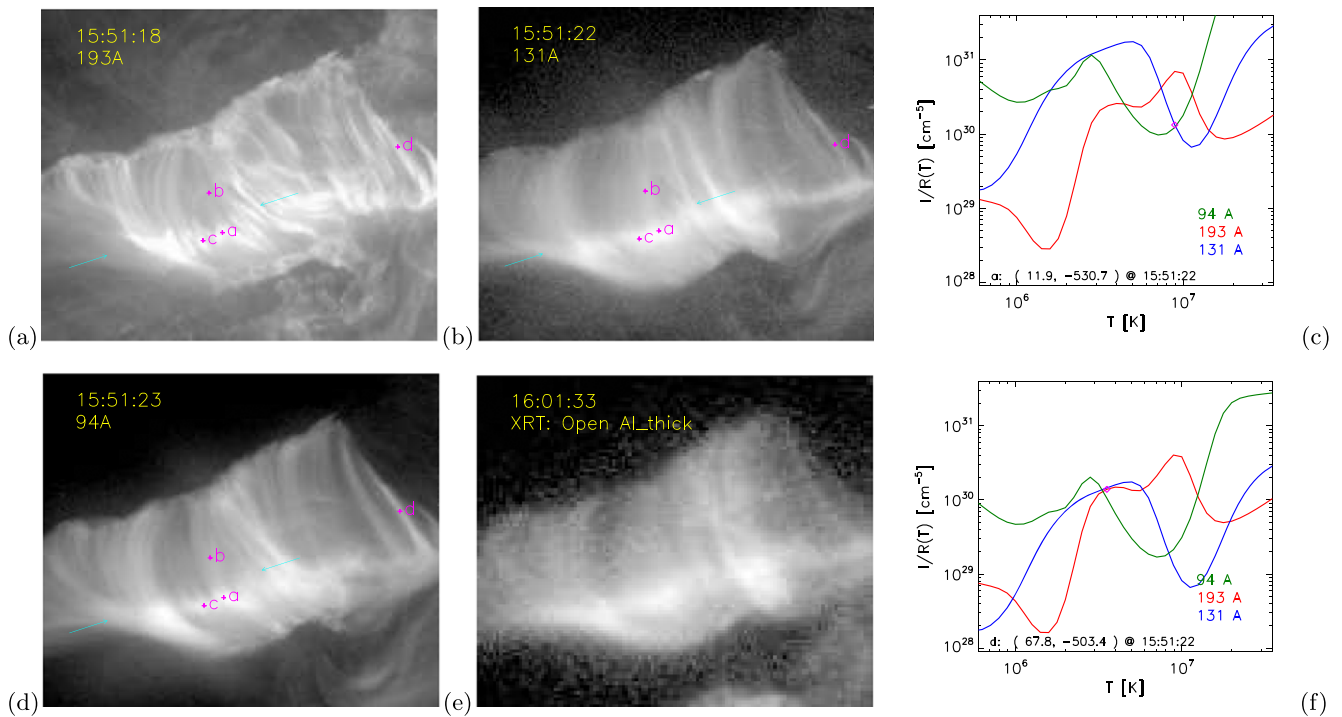 15:51:18
193A
b
d
a
c
(a)
15:51:22
131A
b
d
a
c
(b)
10^31
10^30
10^29
10^28
I/R(T) [cm^-5]
94 A
193 A
131 A
a: ( 11.9, -530.7 ) @ 15:51:22
10^6 10^7
T [K]
(c)
15:51:23
94A
d
b
a
c
(d)
16:01:33
XRT: Open Al_thick
(e)
10^31
10^30
10^29
10^28
I/R(T) [cm^-5]
94 A
193 A
131 A
d: ( 67.8, -503.4 ) @ 15:51:22
10^6 10^7
T [K]
(f)